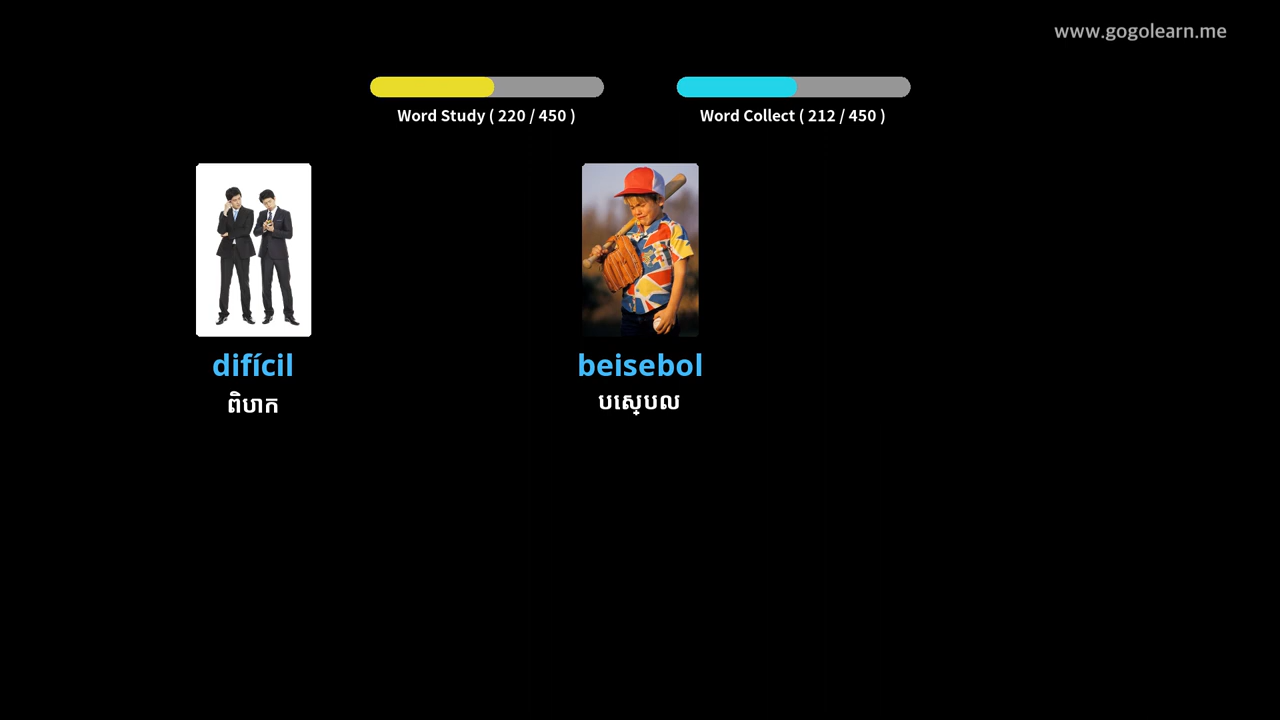 www.gogolearn.me
Word Study ( 220 / 450 )
Word Collect ( 212 / 450 )
difícil
ពិបាក
beisebol
បេស្បល